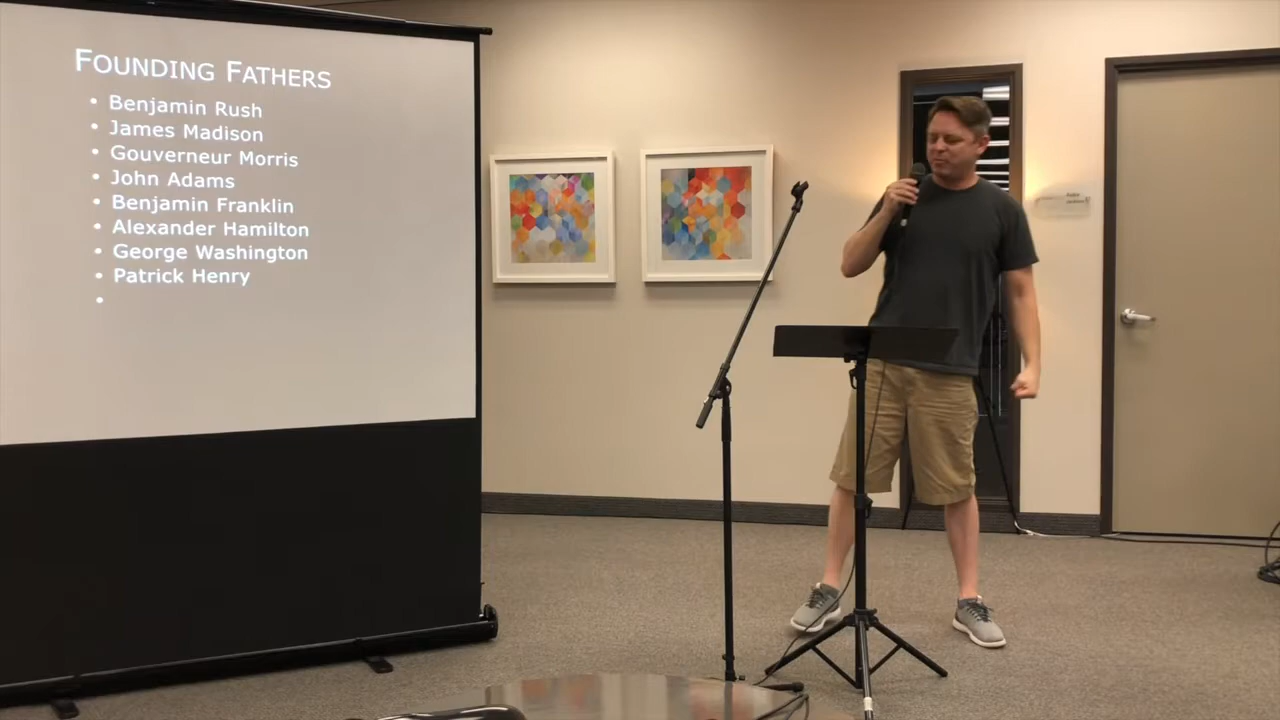 FOUNDING FATHERS
• Benjamin Rush
• James Madison
• Gouverneur Morris
• John Adams
• Benjamin Franklin
• Alexander Hamilton
• George Washington
• Patrick Henry
•